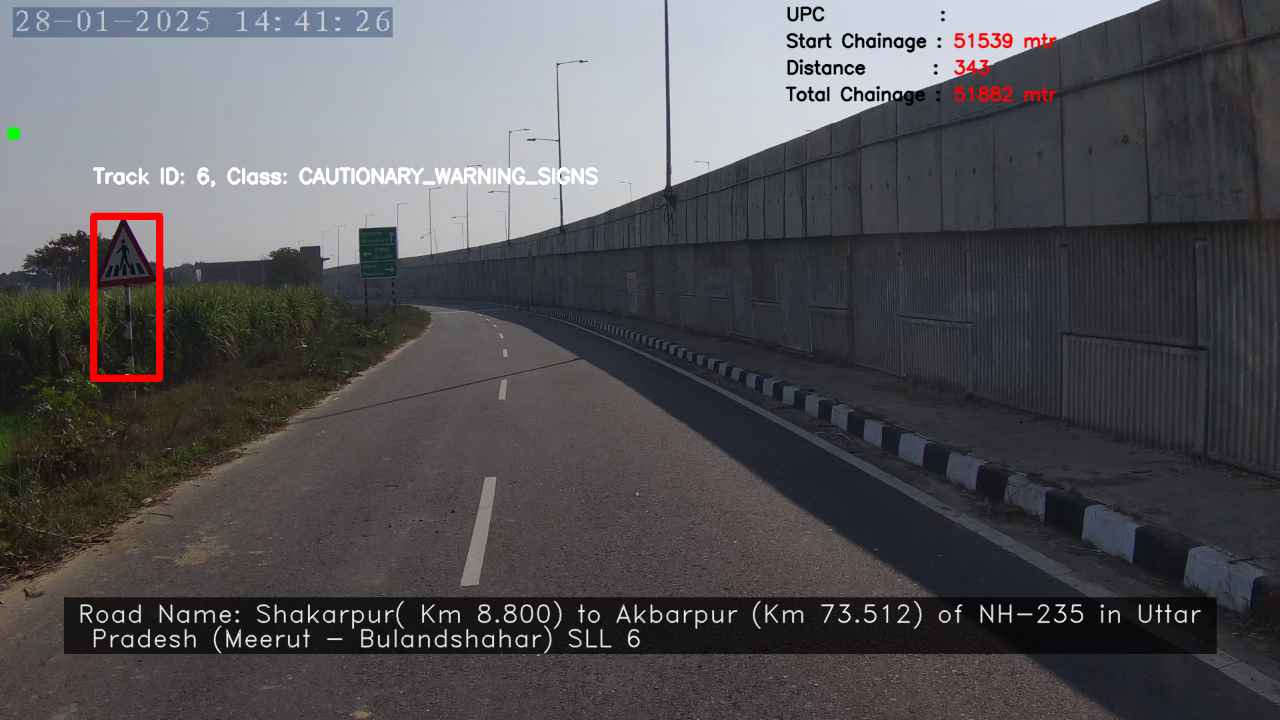 28-01-2025 14:41:26
UPC :
Start Chainage : 51539 mtr
Distance : 343
Total Chainage : 51882 mtr
Track ID: 6, Class: CAUTIONARY_WARNING_SIGNS
Road Name: Shakarpur( Km 8.800) to Akbarpur (Km 73.512) of NH-235 in Uttar
Pradesh (Meerut - Bulandshahar) SLL 6